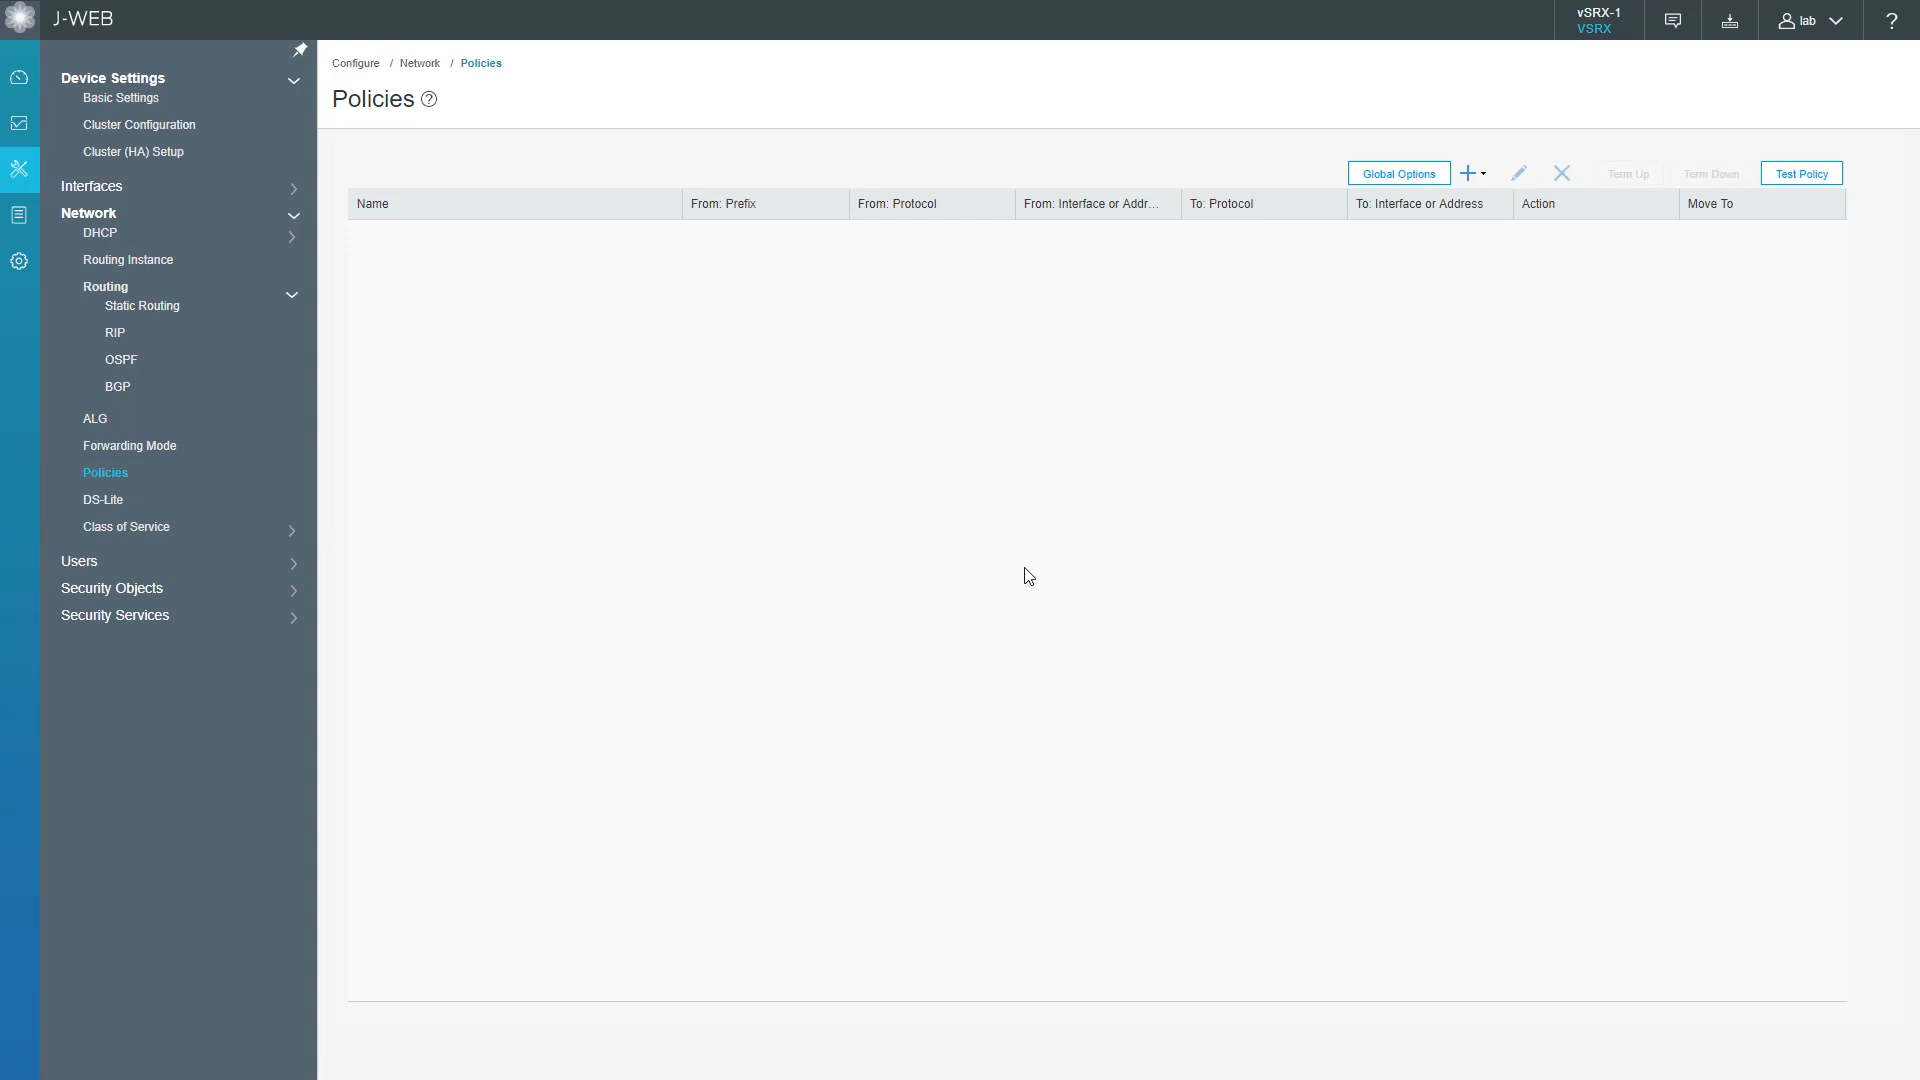 J-WEB
vSRX-1
VSRX
lab
?
Device Settings
Basic Settings
Cluster Configuration
Cluster (HA) Setup
Interfaces
Network
DHCP
Routing Instance
Routing
Static Routing
RIP
OSPF
BGP
ALG
Forwarding Mode
Policies
DS-Lite
Class of Service
Users
Security Objects
Security Services
Configure / Network / Policies
Policies ?
Global Options Term Up Term Down Test Policy
Name From: Prefix From: Protocol From: Interface or Addr... To: Protocol To: Interface or Address Action Move To